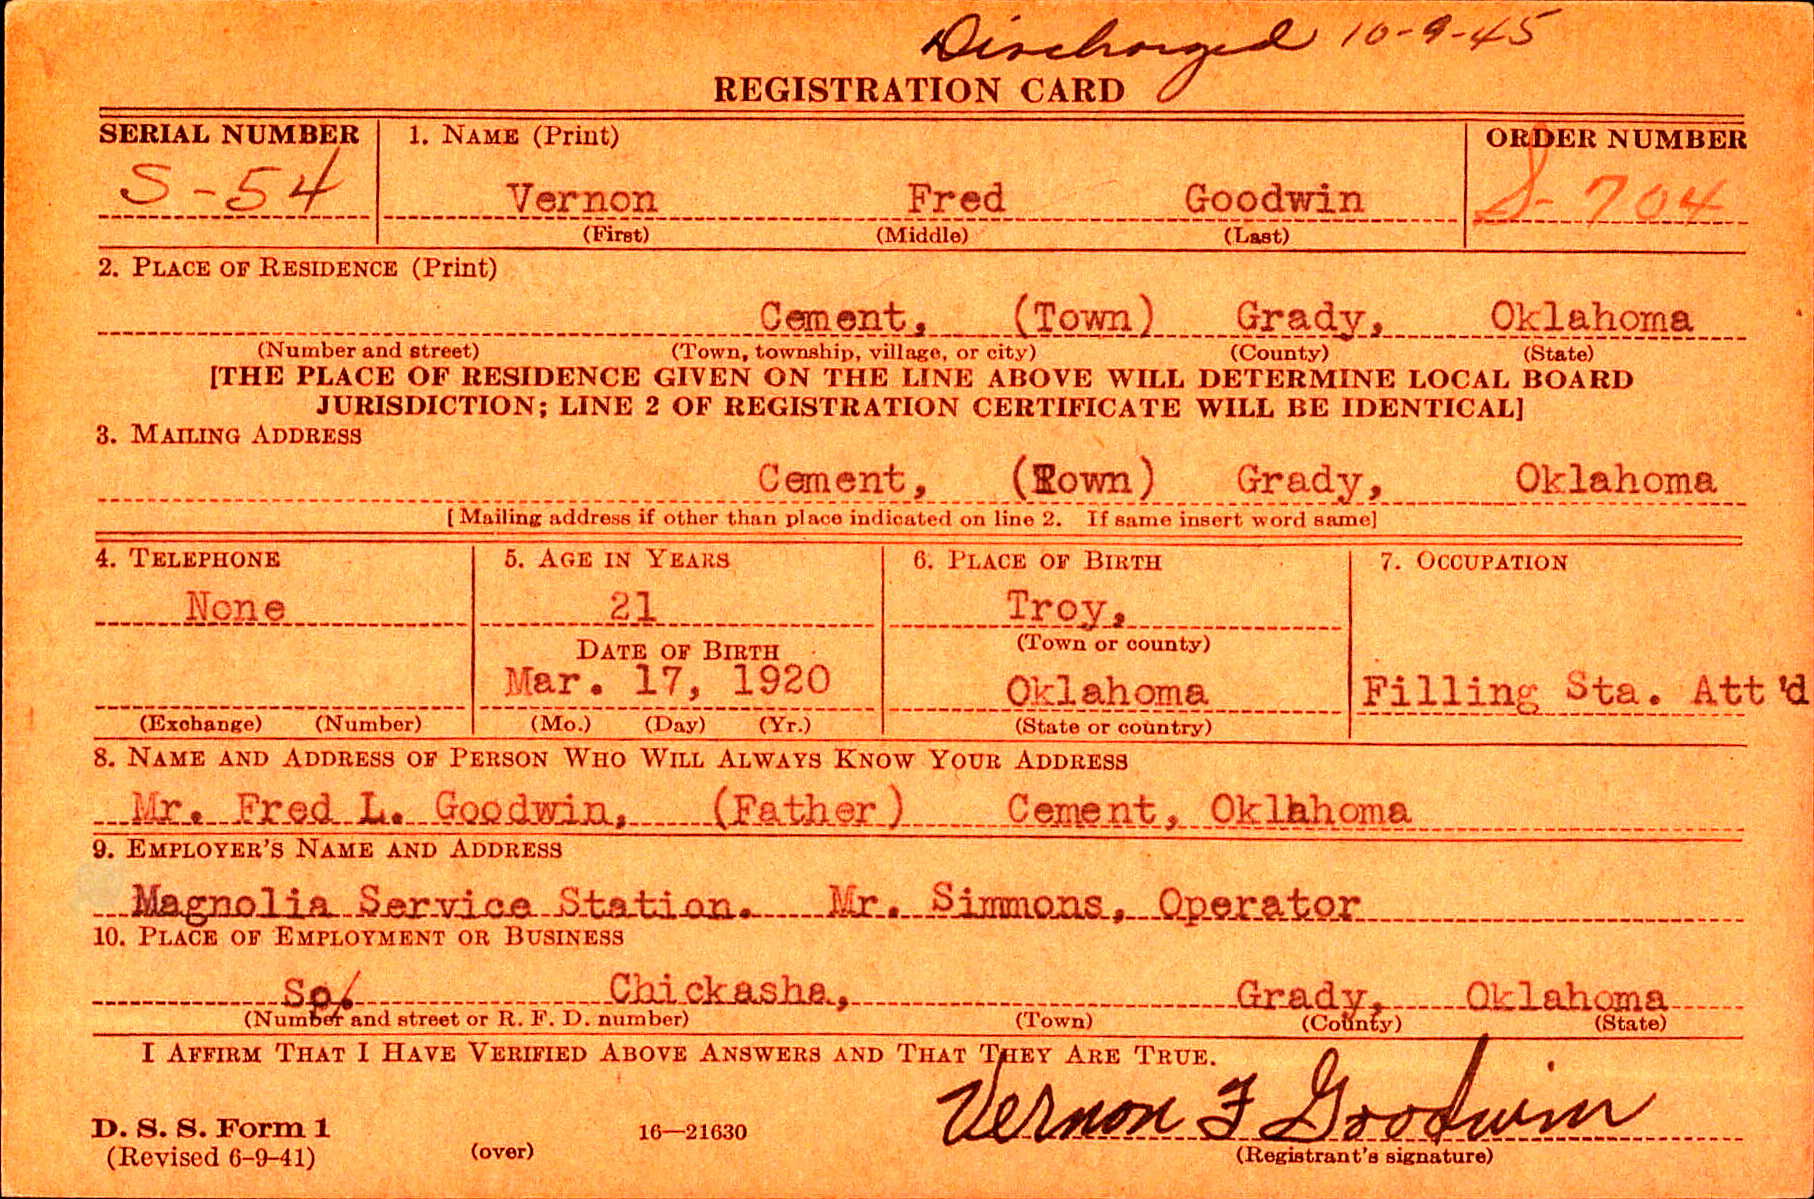 Discharged 10-9-45
REGISTRATION CARD
SERIAL NUMBER 1. NAME (Print) ORDER NUMBER
S-54 Vernon Fred Goodwin S-704
(First) (Middle) (Last)
2. PLACE OF RESIDENCE (Print)
Cement, (Town) Grady, Oklahoma
(Number and street) (Town, township, village, or city) (County) (State)
[THE PLACE OF RESIDENCE GIVEN ON THE LINE ABOVE WILL DETERMINE LOCAL BOARD
JURISDICTION; LINE 2 OF REGISTRATION CERTIFICATE WILL BE IDENTICAL]
3. MAILING ADDRESS
Cement, (Town) Grady, Oklahoma
[Mailing address if other than place indicated on line 2. If same insert word same]
4. TELEPHONE 5. AGE IN YEARS 6. PLACE OF BIRTH 7. OCCUPATION
None 21 Troy,
DATE OF BIRTH (Town or county)
Mar. 17, 1920 Oklahoma Filling Sta. Att'd
(Exchange) (Number) (Mo.) (Day) (Yr.) (State or country)
8. NAME AND ADDRESS OF PERSON WHO WILL ALWAYS KNOW YOUR ADDRESS
Mr. Fred L. Goodwin, (Father) Cement, Oklahoma
9. EMPLOYER'S NAME AND ADDRESS
Magnolia Service Station. Mr. Simmons, Operator
10. PLACE OF EMPLOYMENT OR BUSINESS
So. Chickasha, Grady, Oklahoma
(Number and street or R. F. D. number) (Town) (County) (State)
I AFFIRM THAT I HAVE VERIFIED ABOVE ANSWERS AND THAT THEY ARE TRUE.
Vernon F Goodwin
D. S. S. Form 1
(Revised 6-9-41) (over) 16—21630 (Registrant's signature)